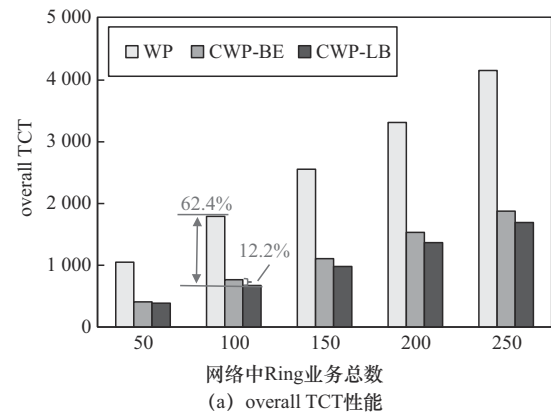 5 000
WP CWP-BE CWP-LB
4 000
3 000
2 000
1 000
0
overall TCT
62.4%
12.2%
50 100 150 200 250
网络中Ring业务总数
(a) overall TCT性能